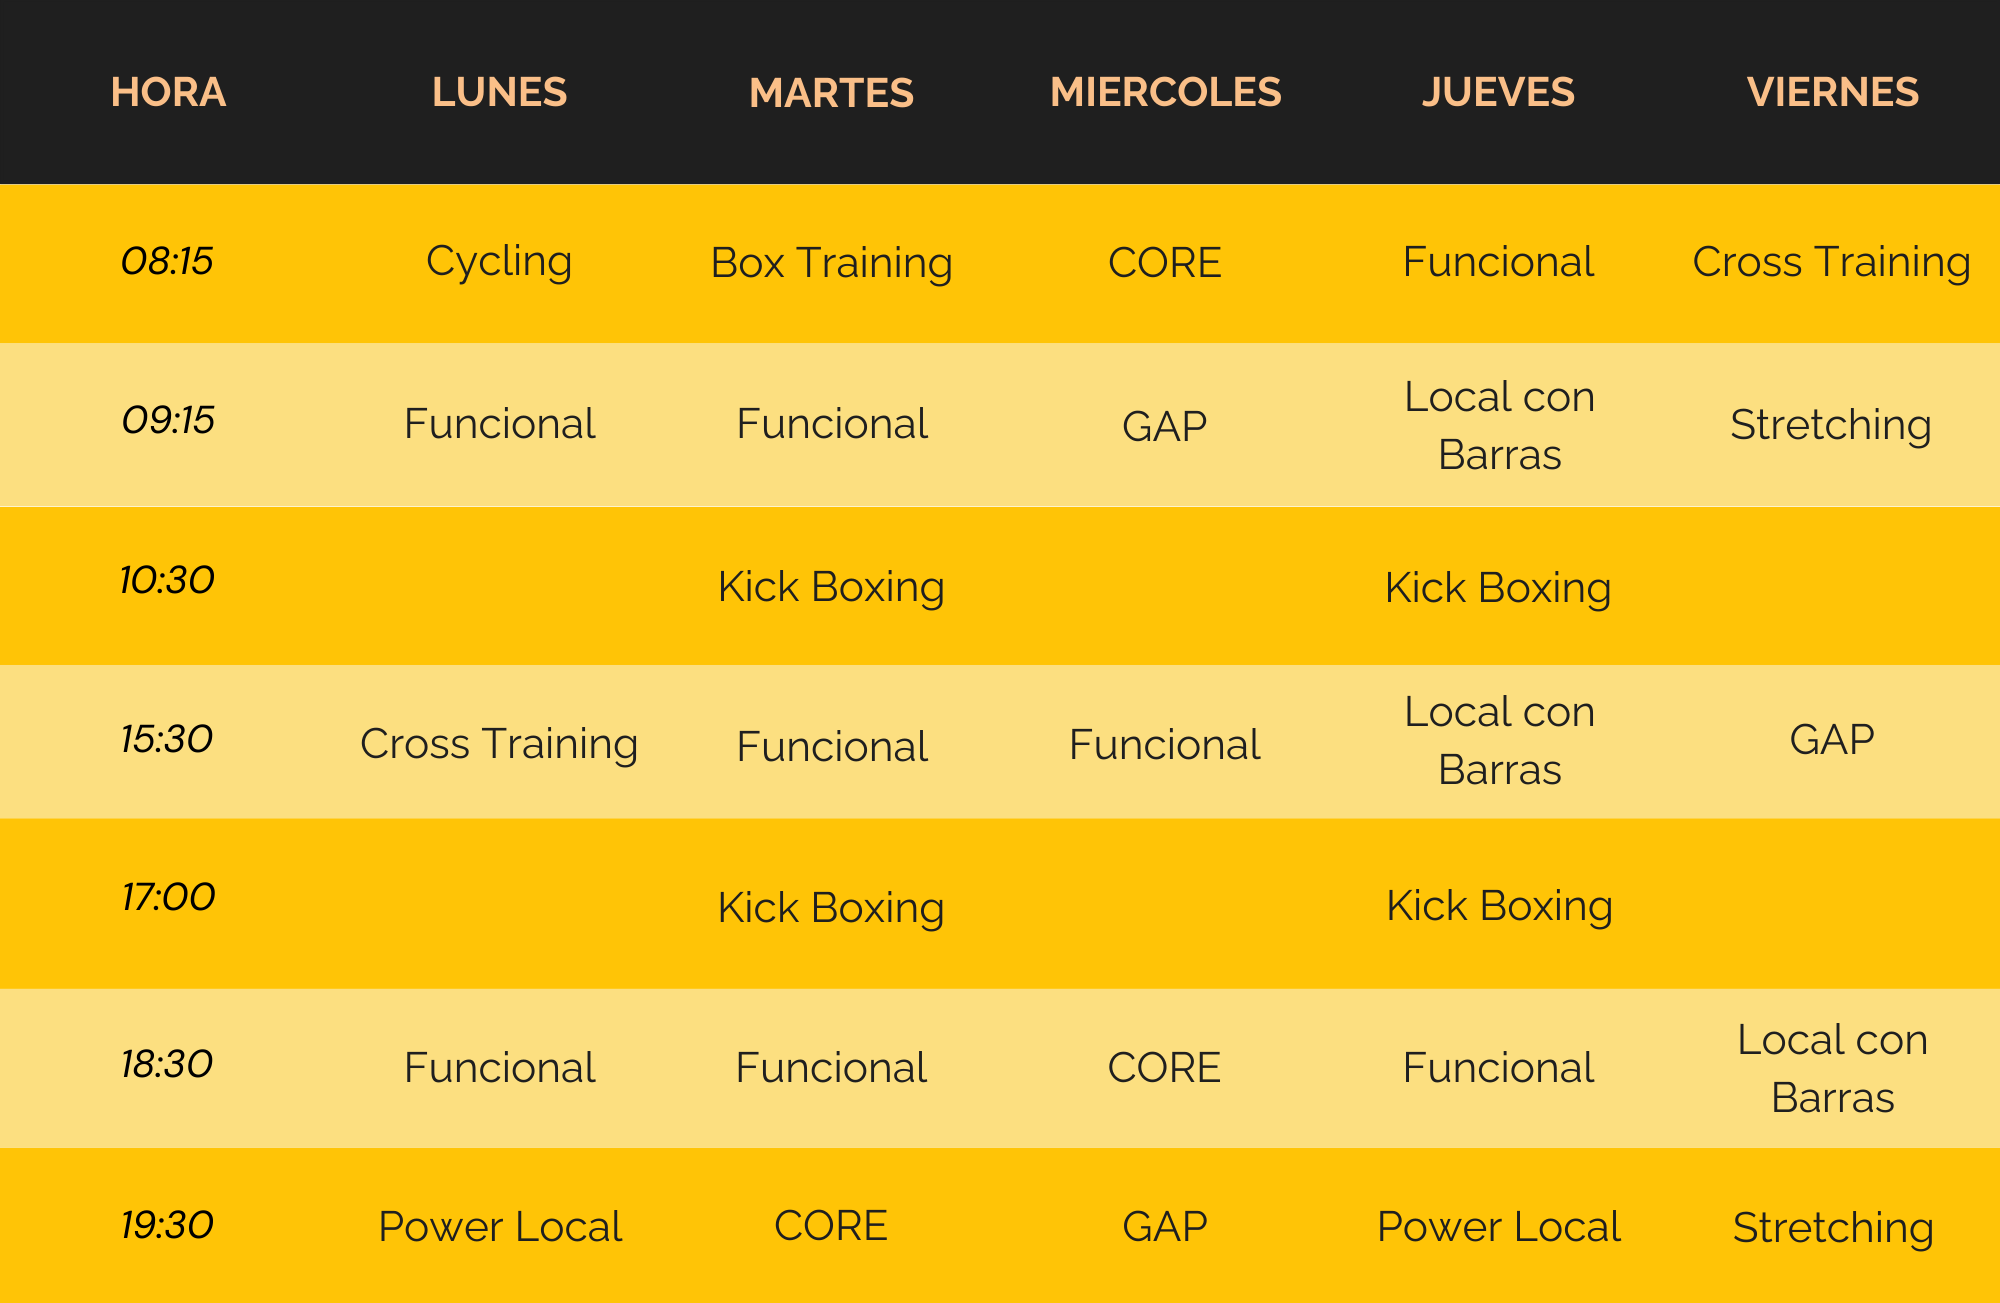 HORA LUNES MARTES MIERCOLES JUEVES VIERNES
08:15 Cycling Box Training CORE Funcional Cross Training
09:15 Funcional Funcional GAP Local con Barras Stretching
10:30 Kick Boxing Kick Boxing
15:30 Cross Training Funcional Funcional Local con Barras GAP
17:00 Kick Boxing Kick Boxing
18:30 Funcional Funcional CORE Funcional Local con Barras
19:30 Power Local CORE GAP Power Local Stretching